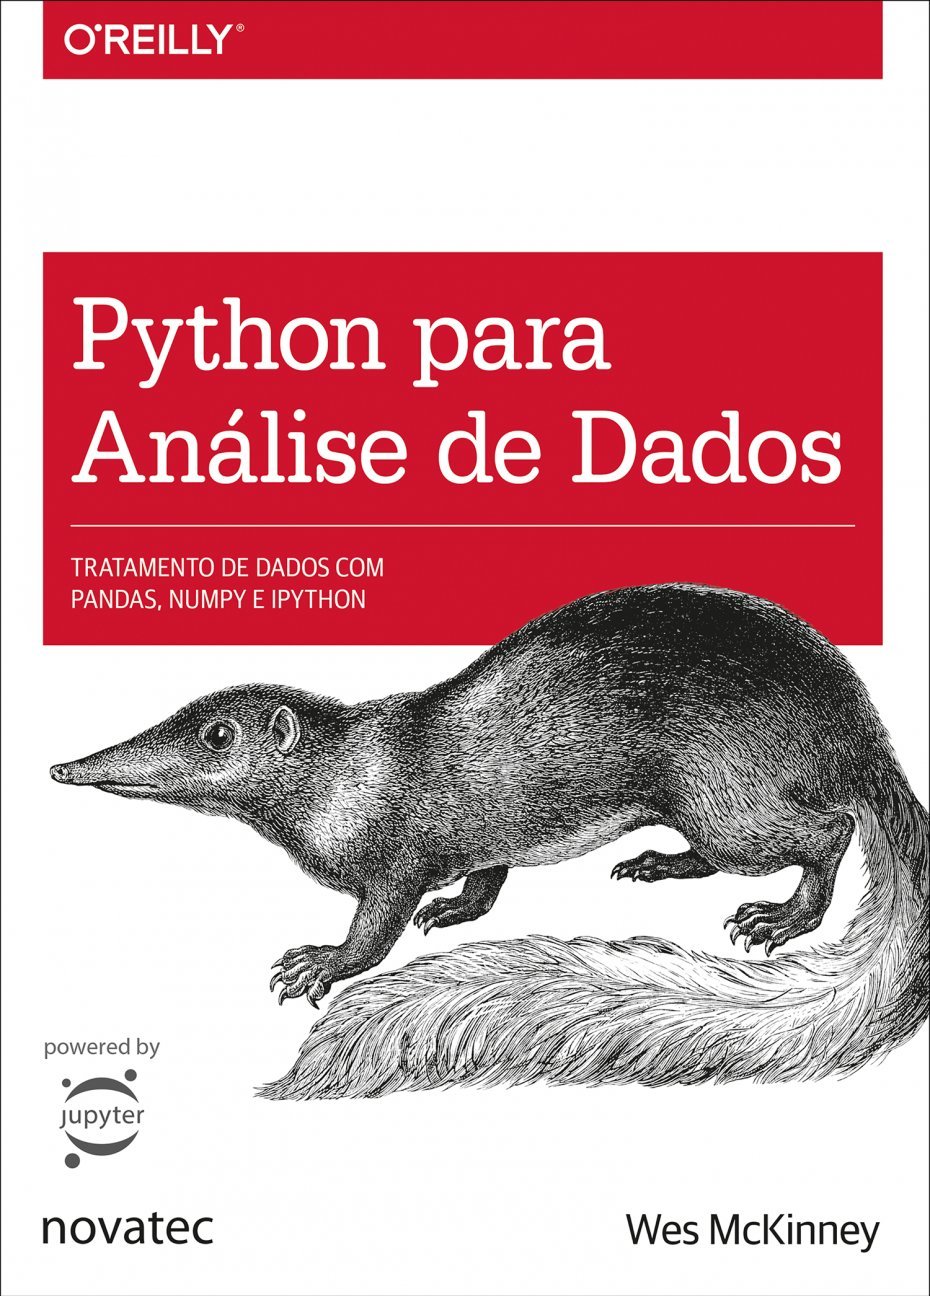 O'REILLY®
Python para
Análise de Dados
TRATAMENTO DE DADOS COM
PANDAS, NUMPY E IPYTHON
powered by
jupyter
novatec
Wes McKinney